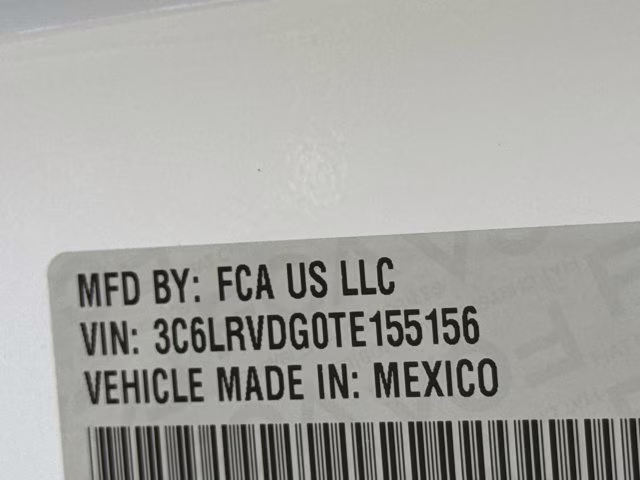 MFD BY: FCA US LLC
VIN: 3C6LRVDG0TE155156
VEHICLE MADE IN: MEXICO